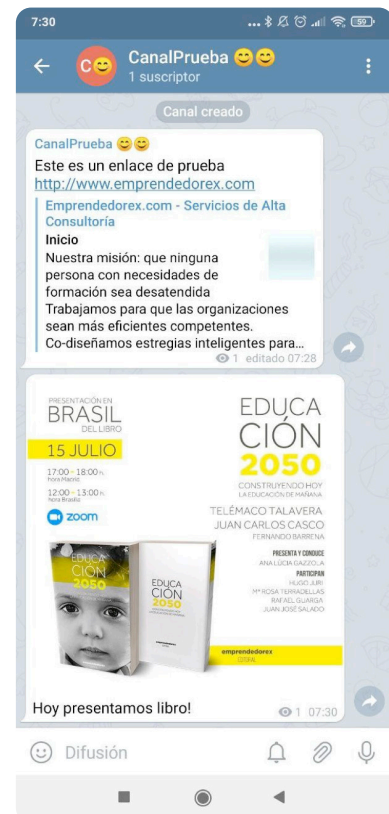 7:30
59
C😊
CanalPrueba 😊😊
1 suscriptor
Canal creado
CanalPrueba 😊😊
Este es un enlace de prueba
http://www.emprendedorex.com
Emprendedorex.com - Servicios de Alta
Consultoría
Inicio
Nuestra misión: que ninguna
persona con necesidades de
formación sea desatendida
Trabajamos para que las organizaciones
sean más eficientes competentes.
Co-diseñamos estregias inteligentes para...
1 editado 07:28
PRESENTACIÓN EN
BRASIL
DEL LIBRO
15 JULIO
17:00 - 18:00 h.
hora Madrid
12:00 - 13:00 h.
hora Brasilia
zoom
EDUCA
CIÓN
2050
CONSTRUYENDO HOY
LA EDUCACIÓN DE MAÑANA
TELÉMACO TALAVERA
JUAN CARLOS CASCO
FERNANDO BARRENA
PRESENTA Y CONDUCE
ANA LÚCIA GAZZOLA
PARTICIPAN
HUGO JURI
Mª ROSA TERRADELLAS
RAFAEL GUARGA
JUAN JOSÉ SALADO
EDUCA
CIÓN
2050
EDUCA
CIÓN
2050
emprendedorex
EDITORIAL
Hoy presentamos libro!
1 07:30
Difusión